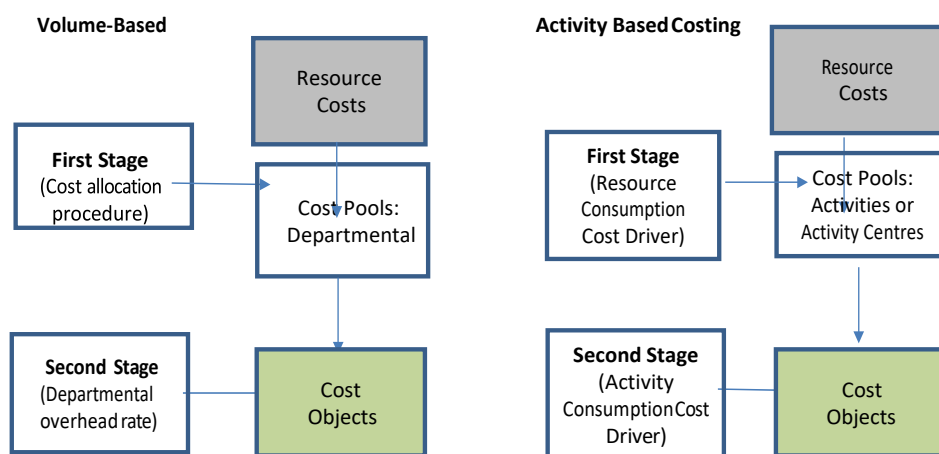 Volume-Based
Resource
Costs
First Stage
(Cost allocation
procedure)
Cost Pools:
Departmental
Second Stage
(Departmental
overhead rate)
Cost
Objects
Activity Based Costing
Resource
Costs
First Stage
(Resource
Consumption
Cost Driver)
Cost Pools:
Activities or
Activity Centres
Second Stage
(Activity
Consumption Cost
Driver)
Cost
Objects